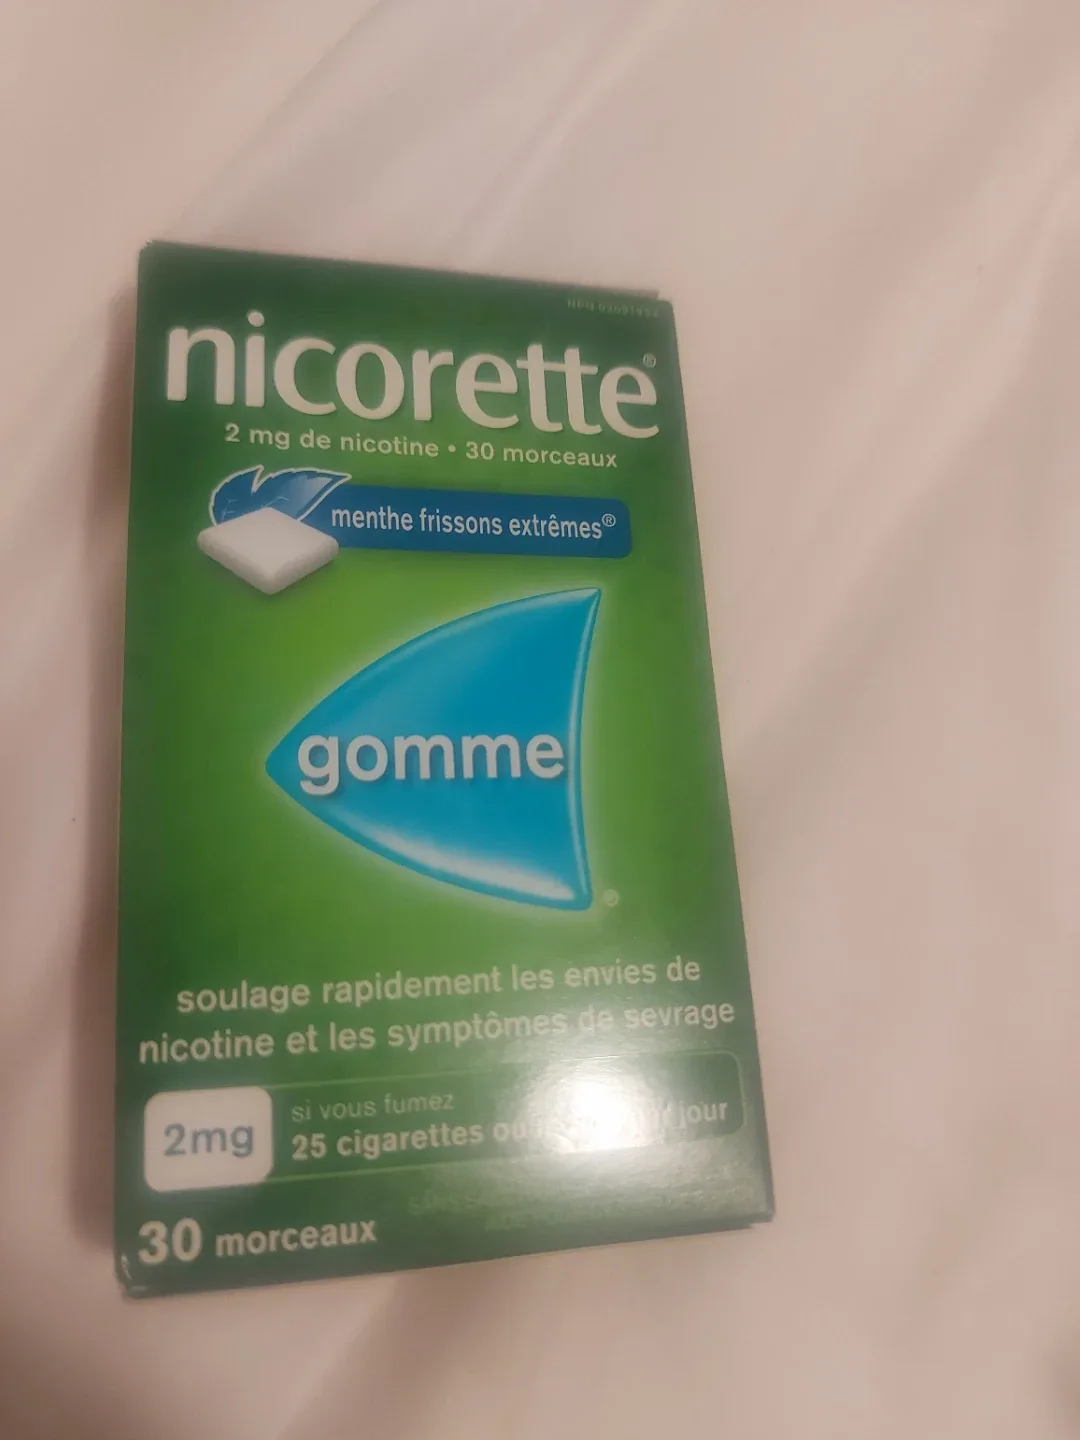 nicorette®
2 mg de nicotine • 30 morceaux
menthe frissons extrêmes®
gomme
®
soulage rapidement les envies de
nicotine et les symptômes de sevrage
2mg
si vous fumez
25 cigarettes ou jour
30 morceaux